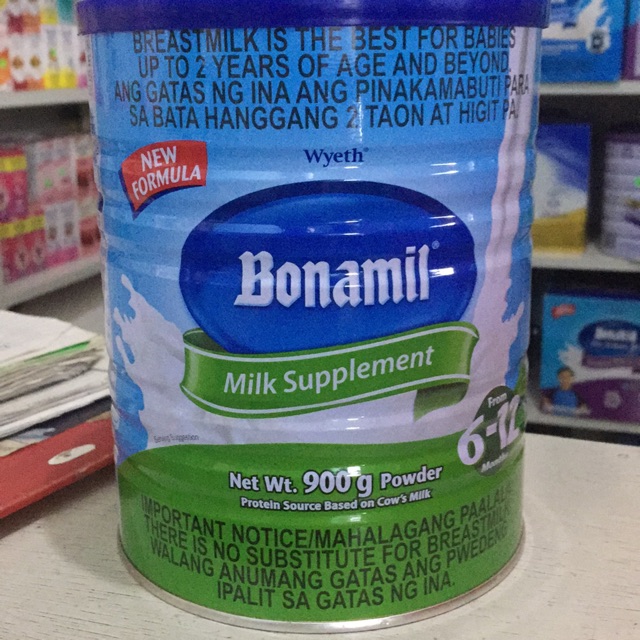 BREASTMILK IS THE BEST FOR BABIES
UP TO 2 YEARS OF AGE AND BEYOND.
ANG GATAS NG INA ANG PINAKAMABUTI PARA
SA BATA HANGGANG 2 TAON AT HIGIT PA.
Wyeth®
NEW
FORMULA
Bonamil®
Milk Supplement
From
6-12
Serving Suggestion
Net Wt. 900 g Powder
Protein Source Based on Cow's Milk
IMPORTANT NOTICE/MAHALAGANG PAALALA
THERE IS NO SUBSTITUTE FOR BREASTMILK
WALANG ANUMANG GATAS ANG PWEDENG
IPALIT SA GATAS NG INA.